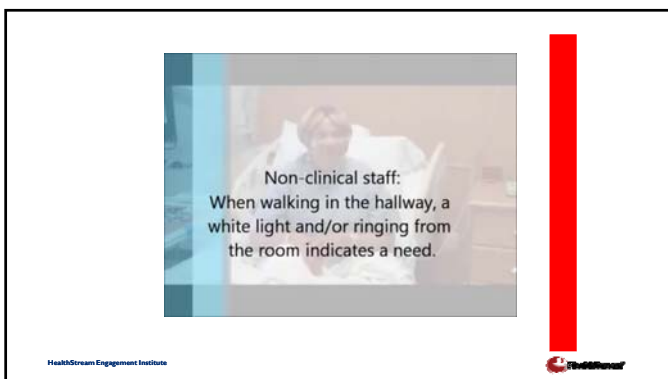 Non-clinical staff:
When walking in the hallway, a
white light and/or ringing from
the room indicates a need.
HealthStream Engagement Institute